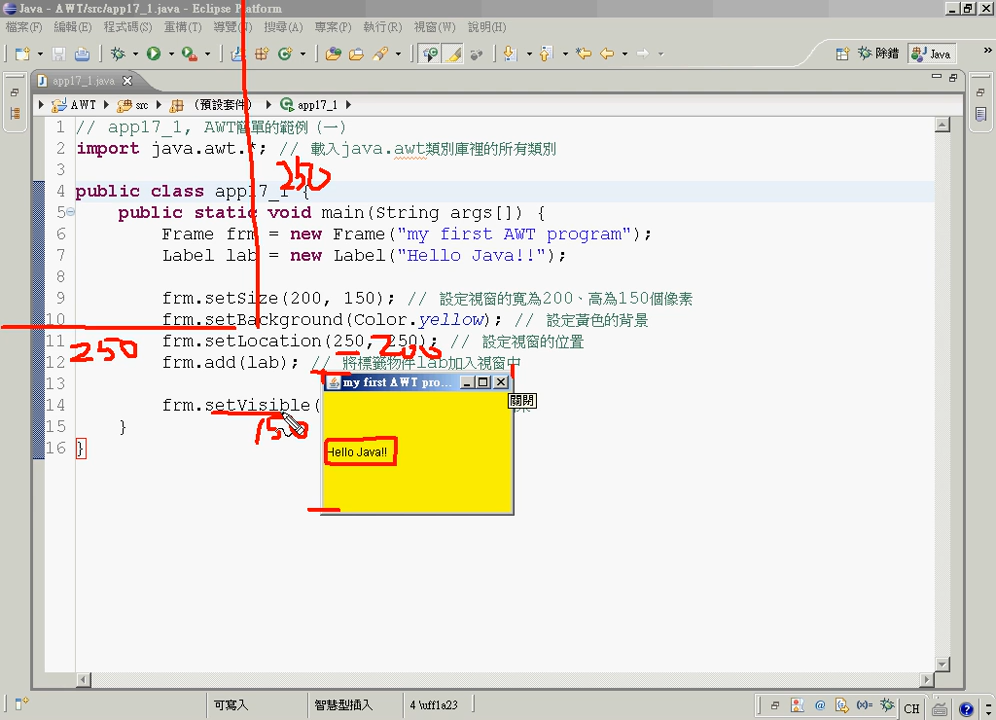 Java - AWT/src/app17_1.java - Eclipse Platform
檔案(F) 編輯(E) 程式碼(S) 重構(T) 導覽(N) 搜尋(A) 專案(P) 執行(R) 視窗(W) 說明(H)
除錯 Java »
app17_1.java
AWT src (預設套件) app17_1
1 // app17_1, AWT簡單的範例 (一)
2 import java.awt.*; // 載入java.awt類別庫裡的所有類別
3
250
4 public class app17_1 {
5 public static void main(String args[]) {
6 Frame frm = new Frame("my first AWT program");
7 Label lab = new Label("Hello Java!!");
8
9 frm.setSize(200, 150); // 設定視窗的寬為200、高為150個像素
10 frm.setBackground(Color.yellow); // 設定黃色的背景
11 frm.setLocation(250, 250); // 設定視窗的位置
250 200
12 frm.add(lab); // 將標籤物件lab加入視窗中
13
my first AWT pro...
關閉
14 frm.setVisible(
150
15 }
16 }
Hello Java!!
可寫入 智慧型插入 4 \uff1a23 CH